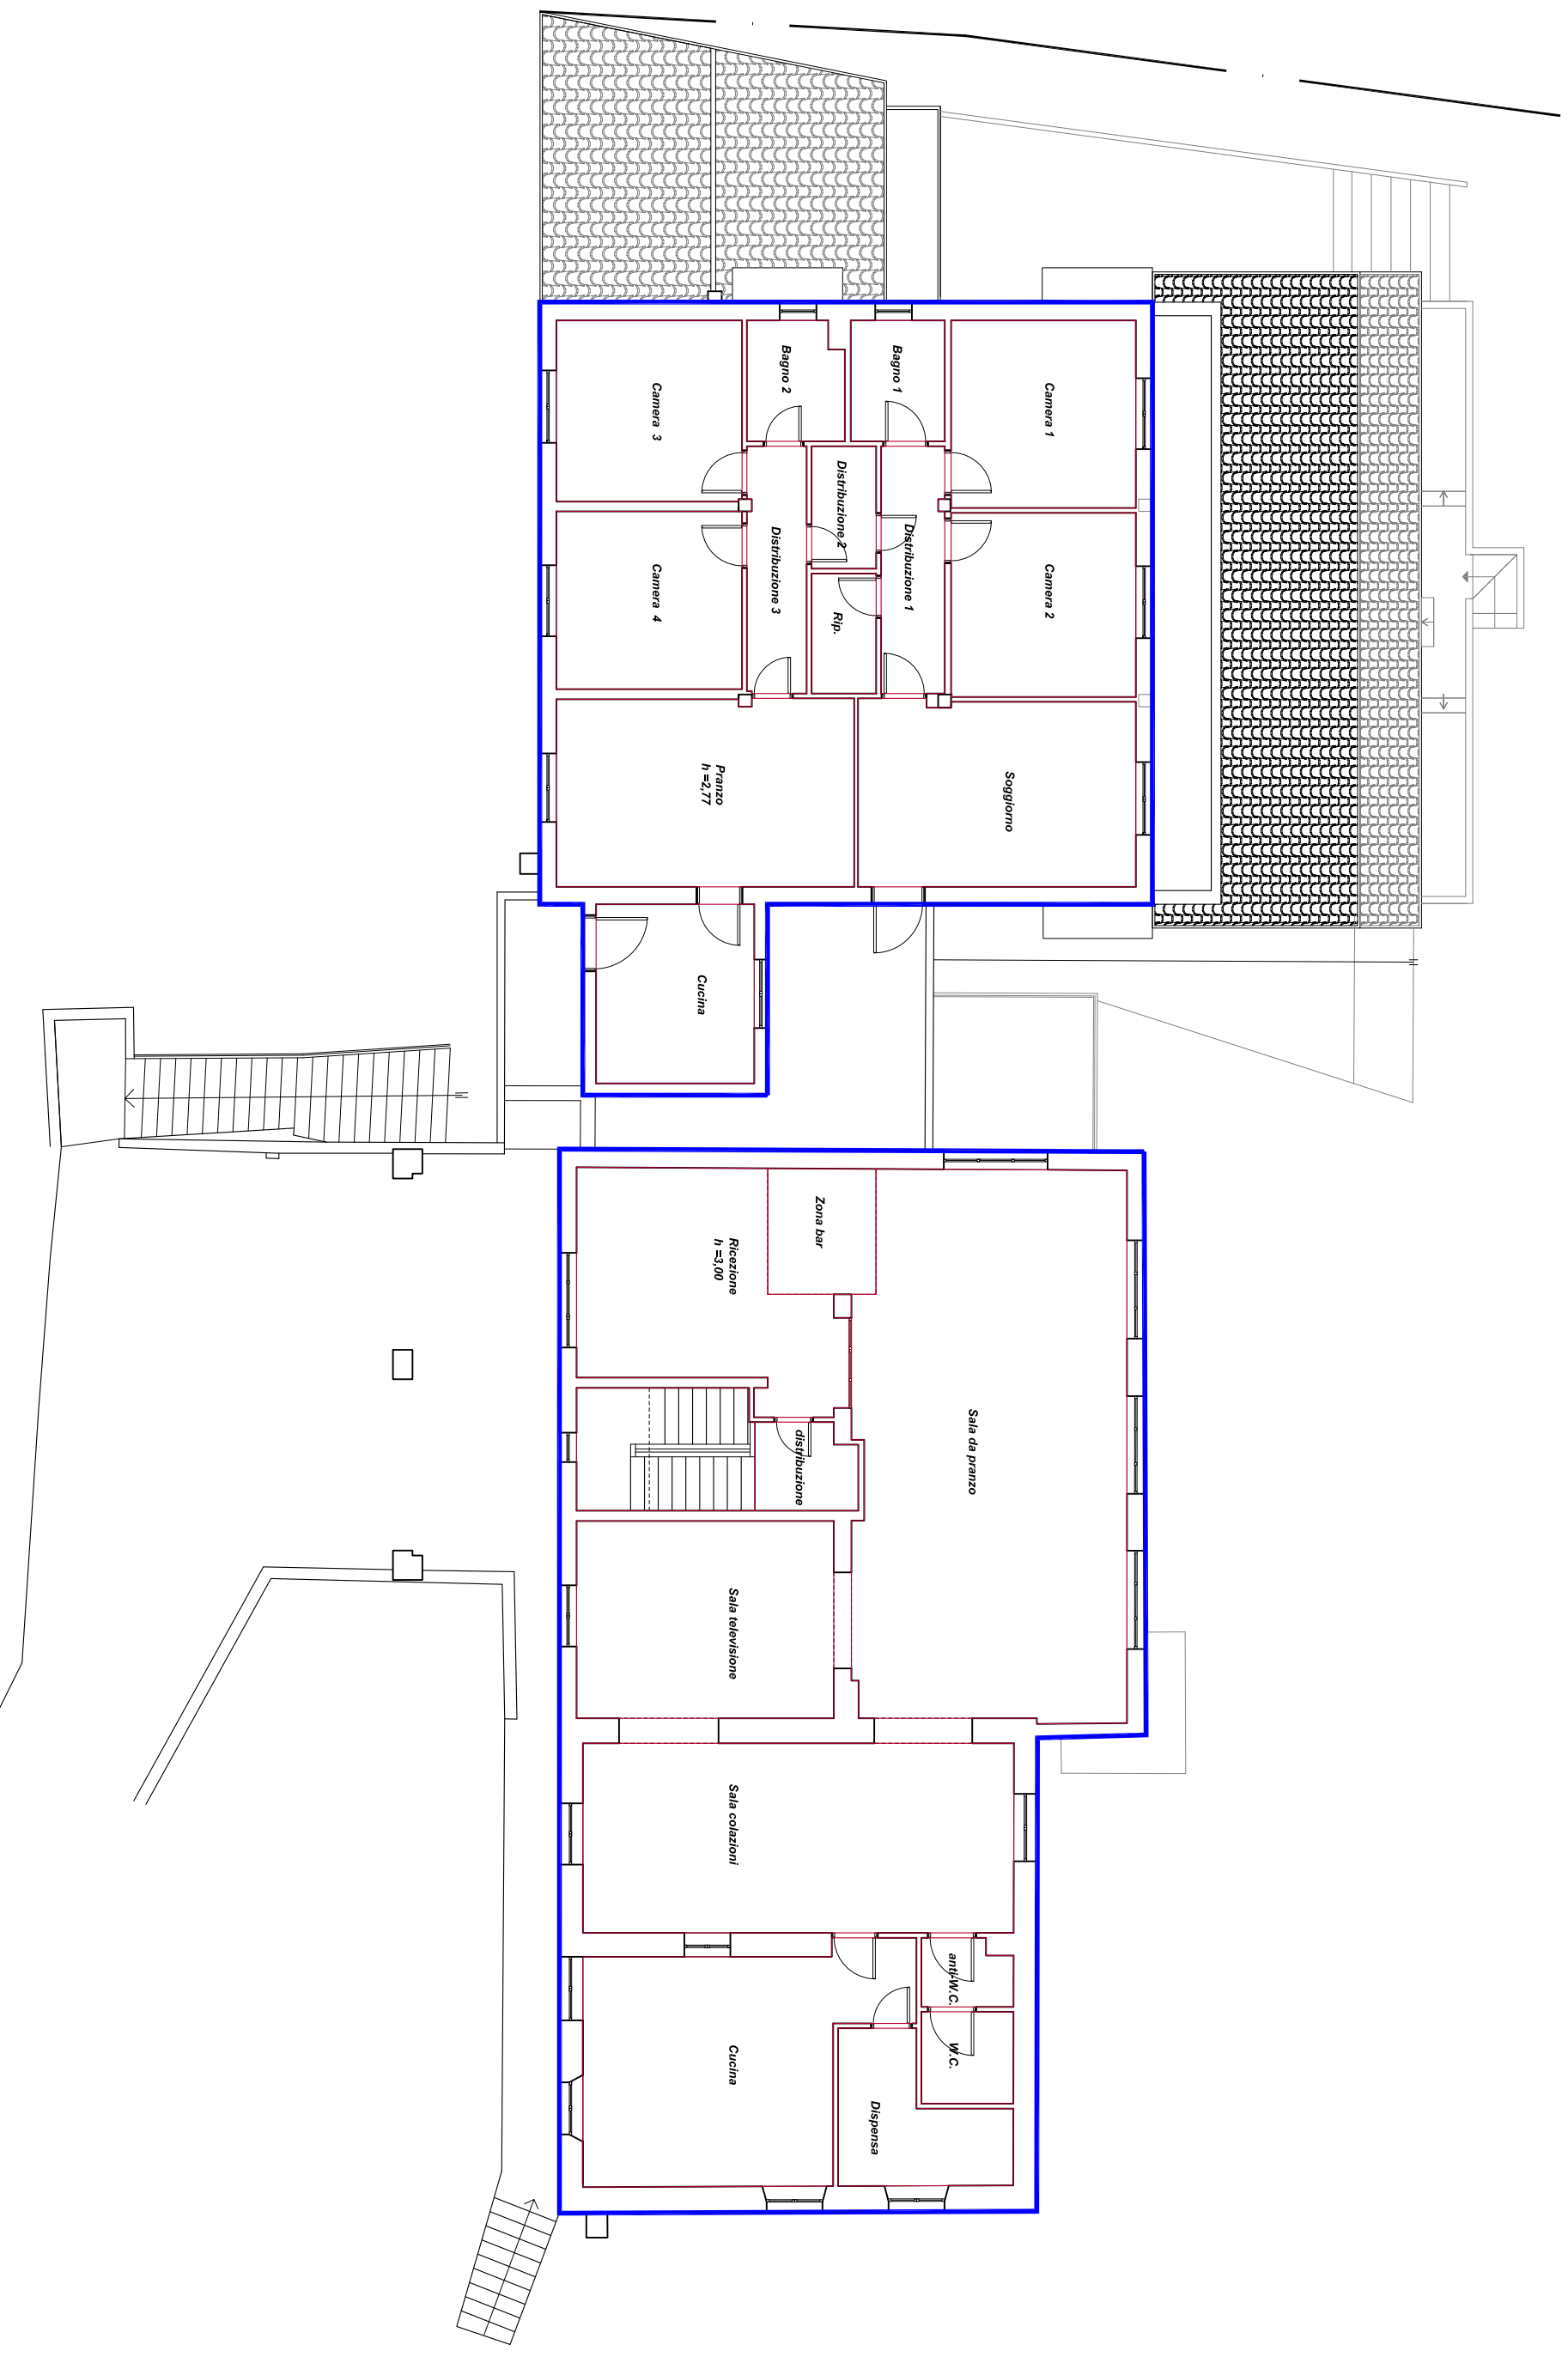 Bagno 2
Bagno 1
Camera 3
Camera 1
Distribuzione 2
Distribuzione 3
Distribuzione 1
Camera 4
Camera 2
Rip.
Pranzo
h =2,77
Soggiorno
Cucina
Zona bar
Ricezione
h =3,00
Sala da pranzo
distribuzione
Sala televisione
Sala colazioni
anti-W.C.
W.C.
Cucina
Dispensa